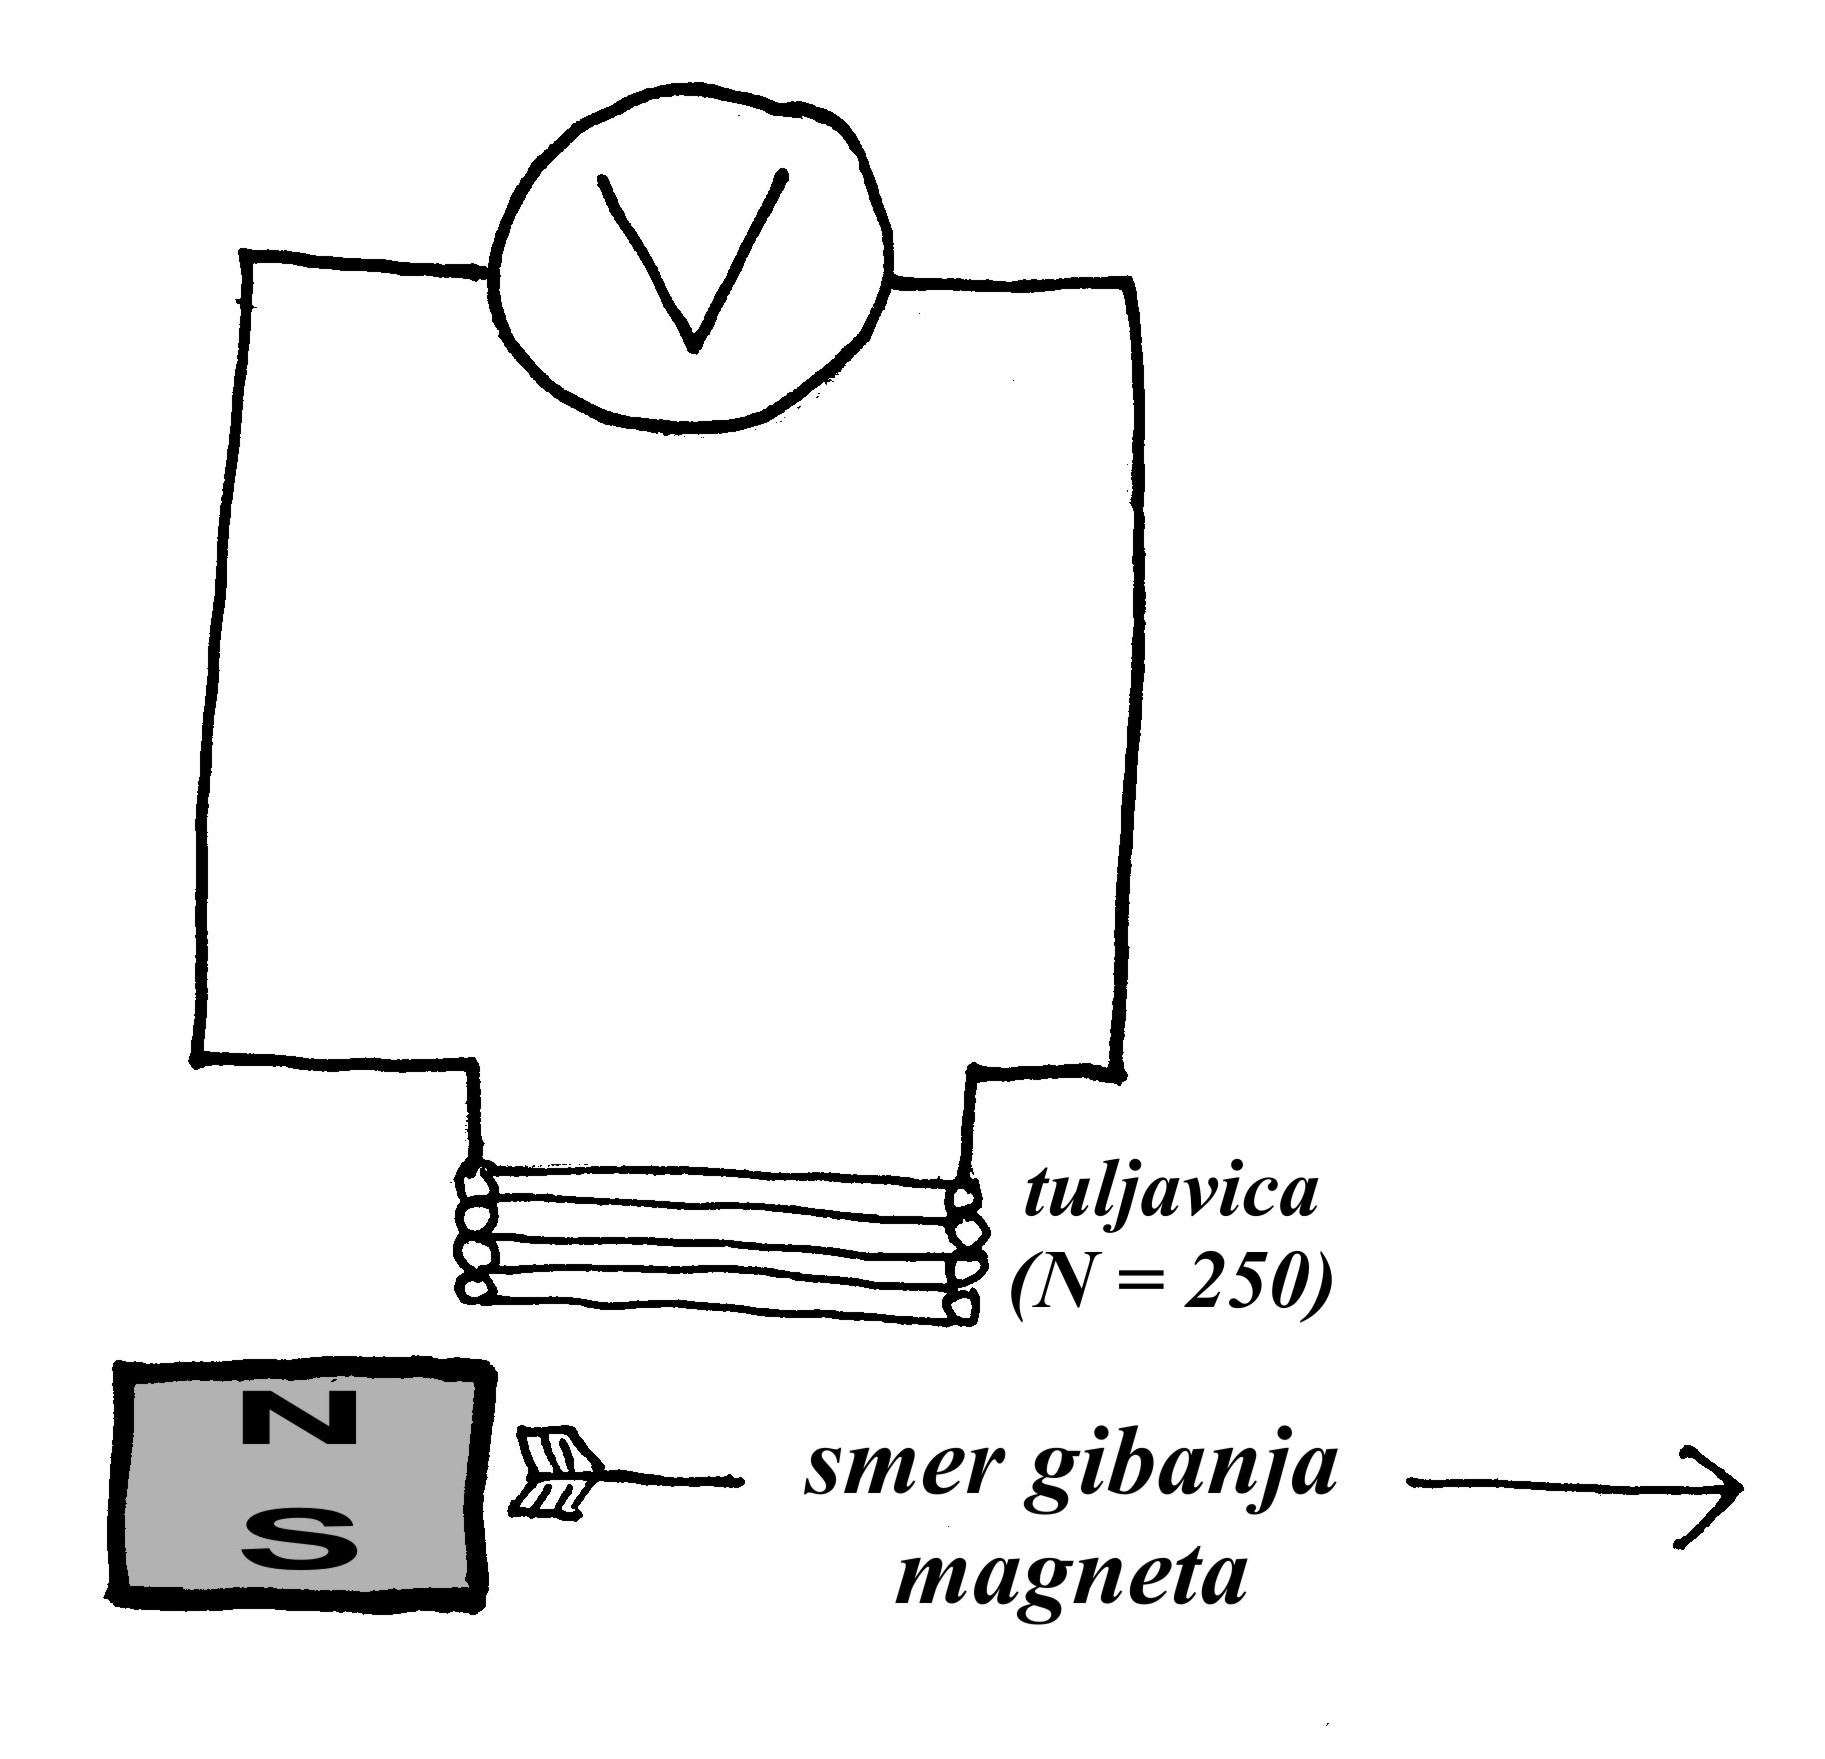 V
tuljavica
(N = 250)
N
S
smer gibanja
magneta